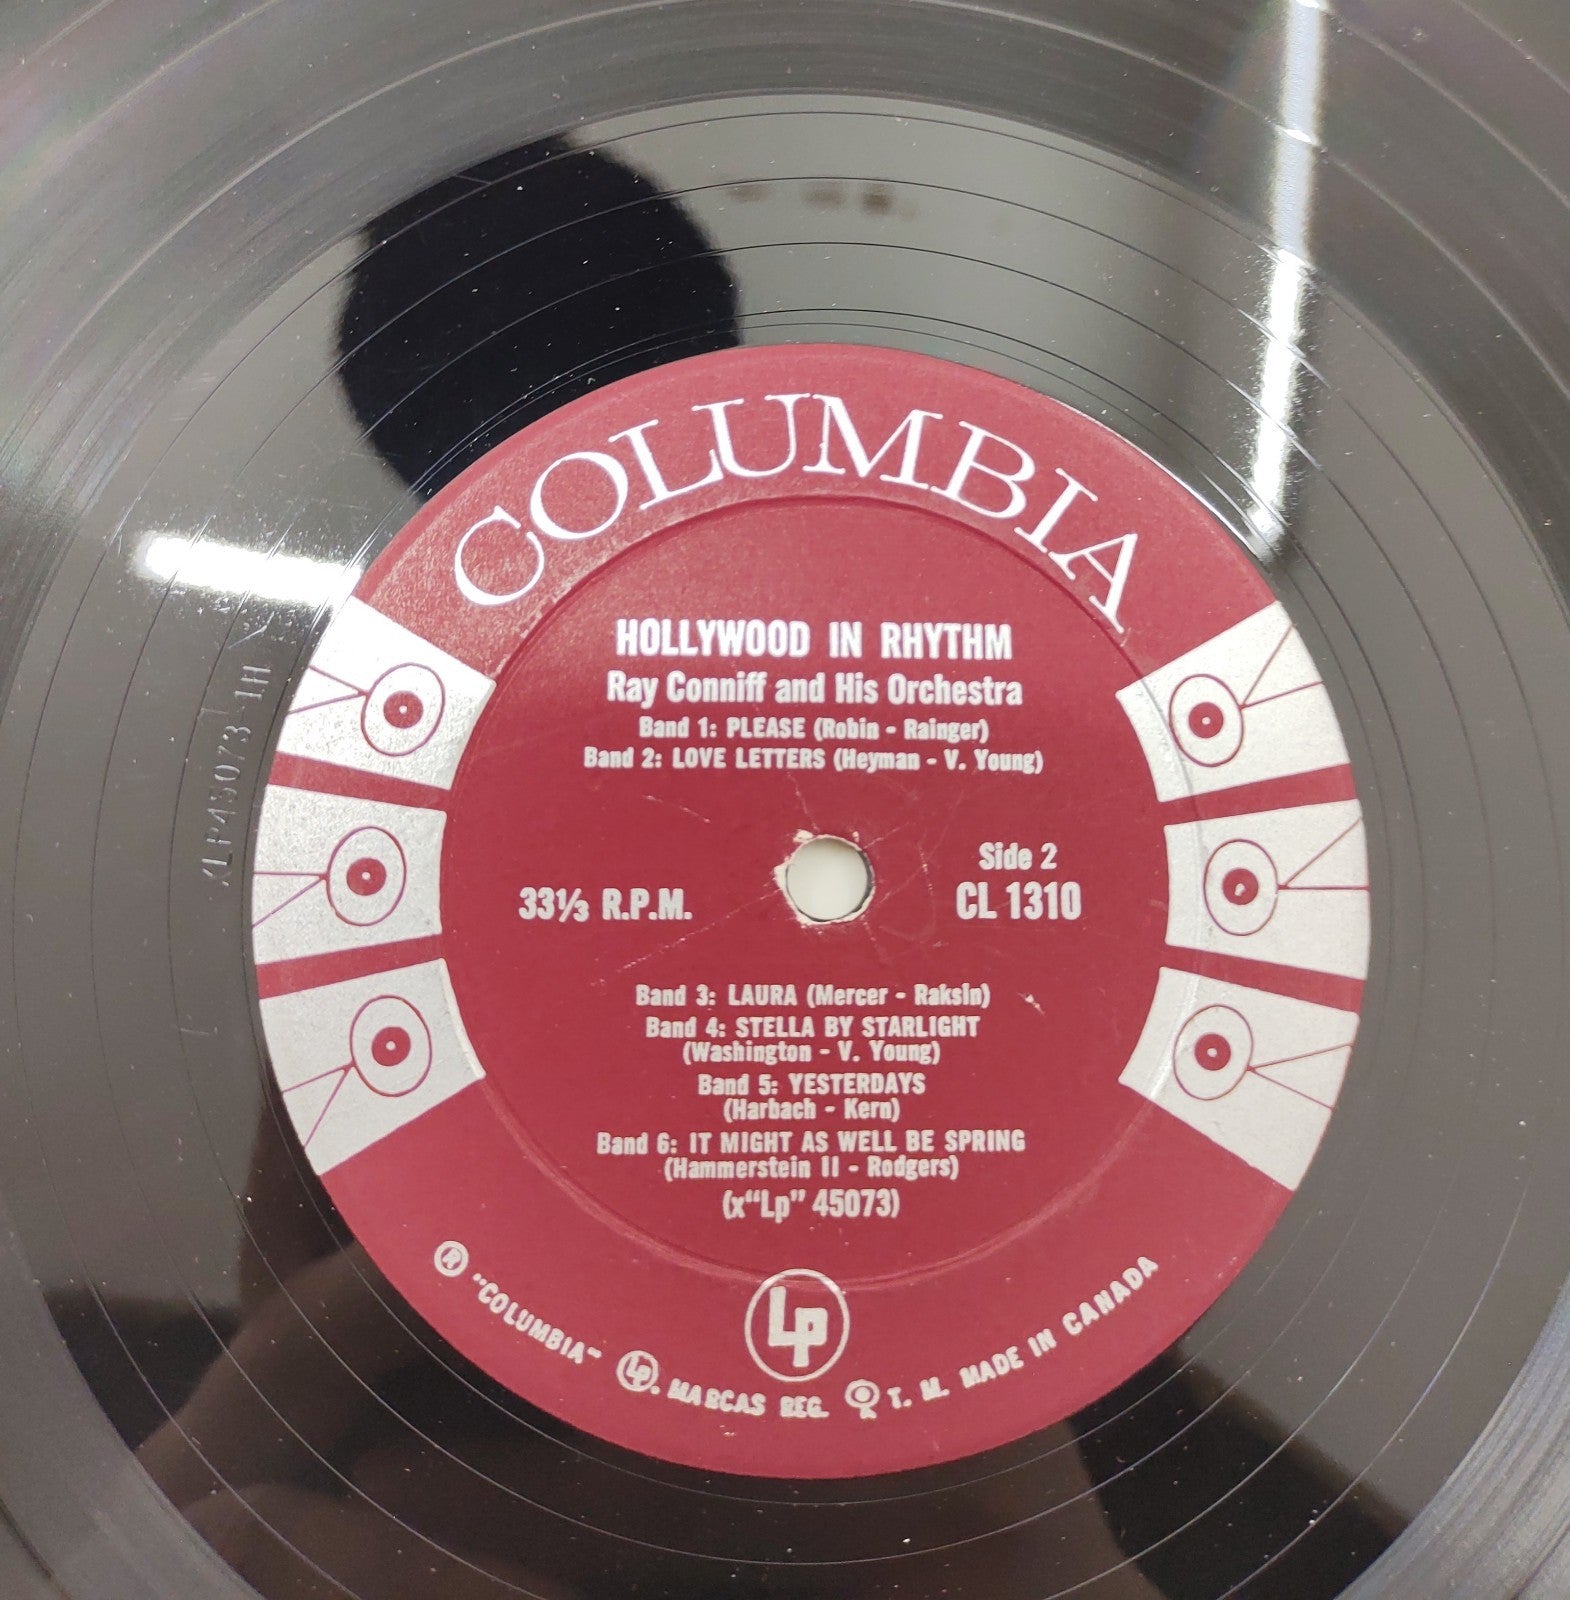 COLUMBIA
HOLLYWOOD IN RHYTHM
Ray Conniff and His Orchestra
Band 1: PLEASE (Robin - Rainger)
Band 2: LOVE LETTERS (Heyman - V. Young)
Side 2
33⅓ R.P.M.
CL 1310
Band 3: LAURA (Mercer - Raksin)
Band 4: STELLA BY STARLIGHT
(Washington - V. Young)
Band 5: YESTERDAYS
(Harbach - Kern)
Band 6: IT MIGHT AS WELL BE SPRING
(Hammerstein II - Rodgers)
(x“Lp” 45073)
Lp
® "COLUMBIA" Lp. MARCAS REG. T. M. MADE IN CANADA
XLP45073-1H